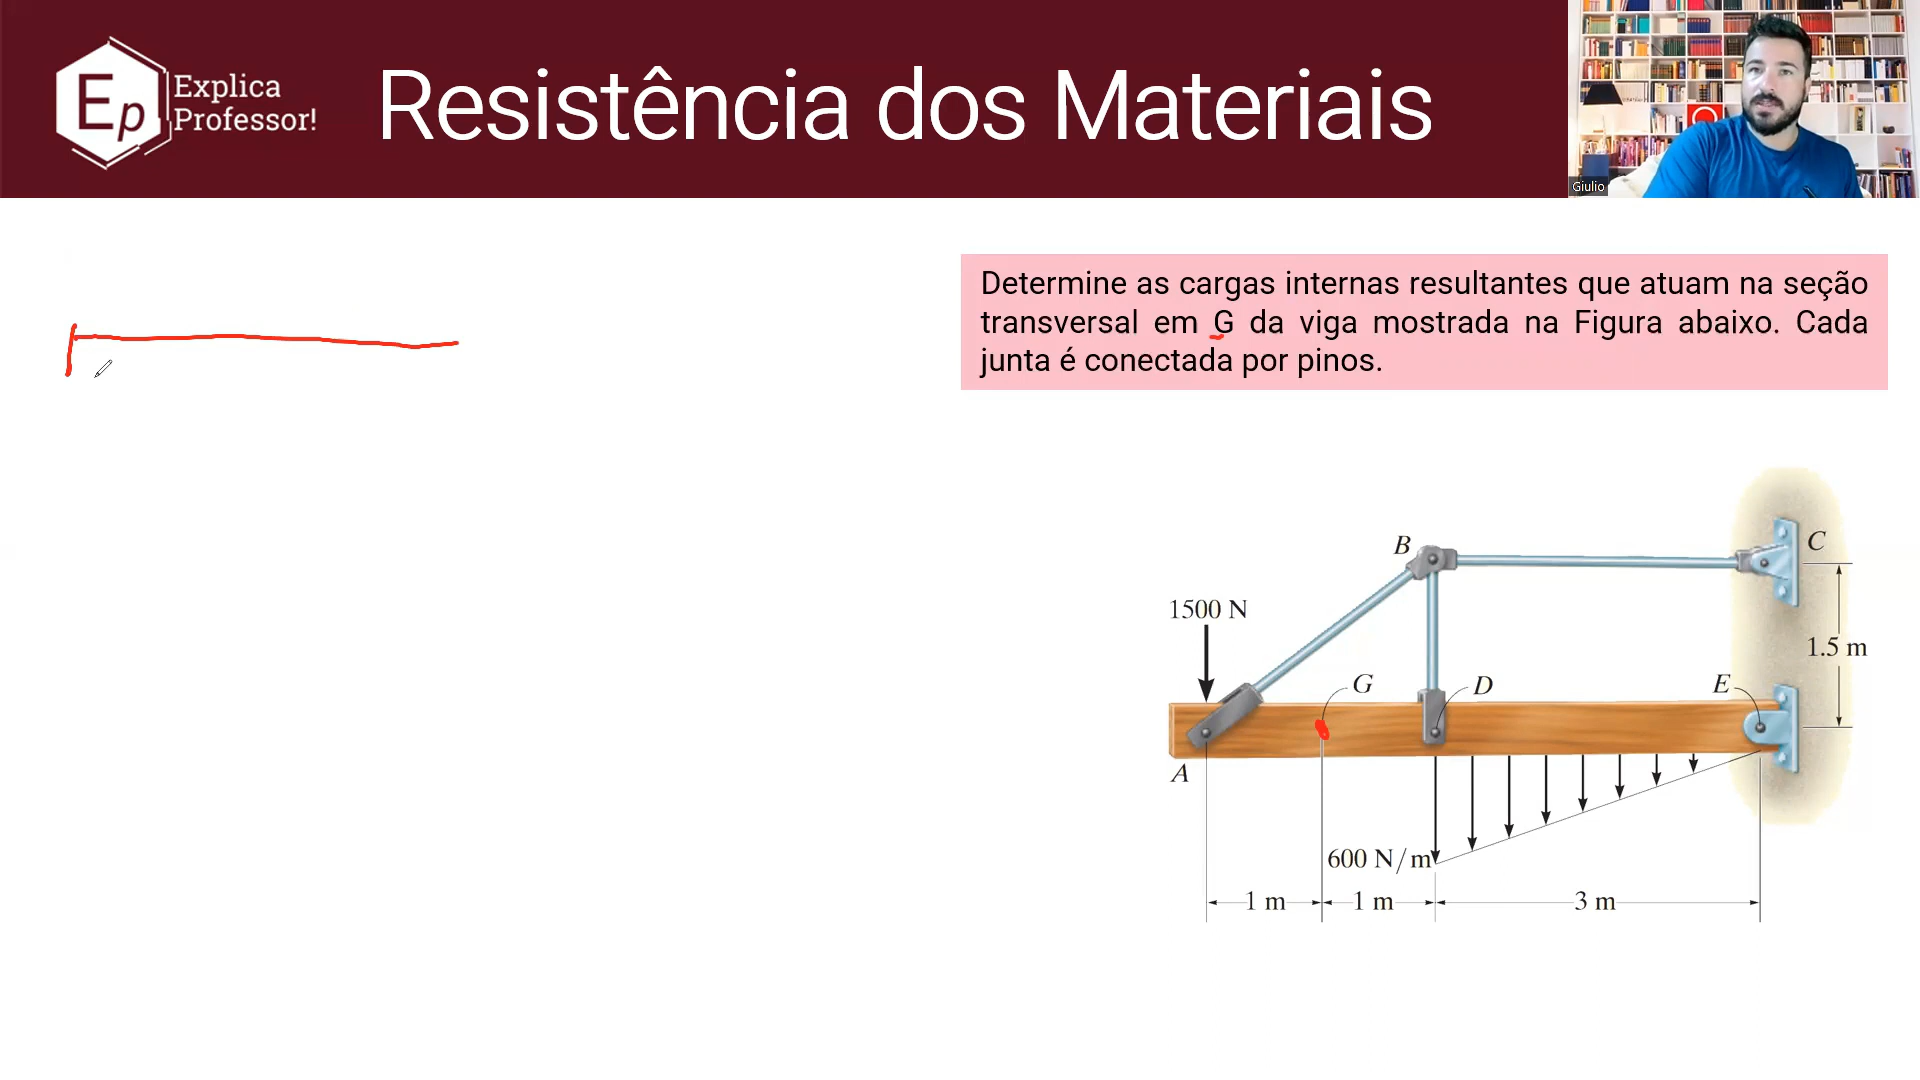 Ep
Explica
Professor!
Resistência dos Materiais
Giulio
Determine as cargas internas resultantes que atuam na seção
transversal em G da viga mostrada na Figura abaixo. Cada
junta é conectada por pinos.
B
C
1500 N
1.5 m
G
D
E
A
600 N/m
1 m
1 m
3 m